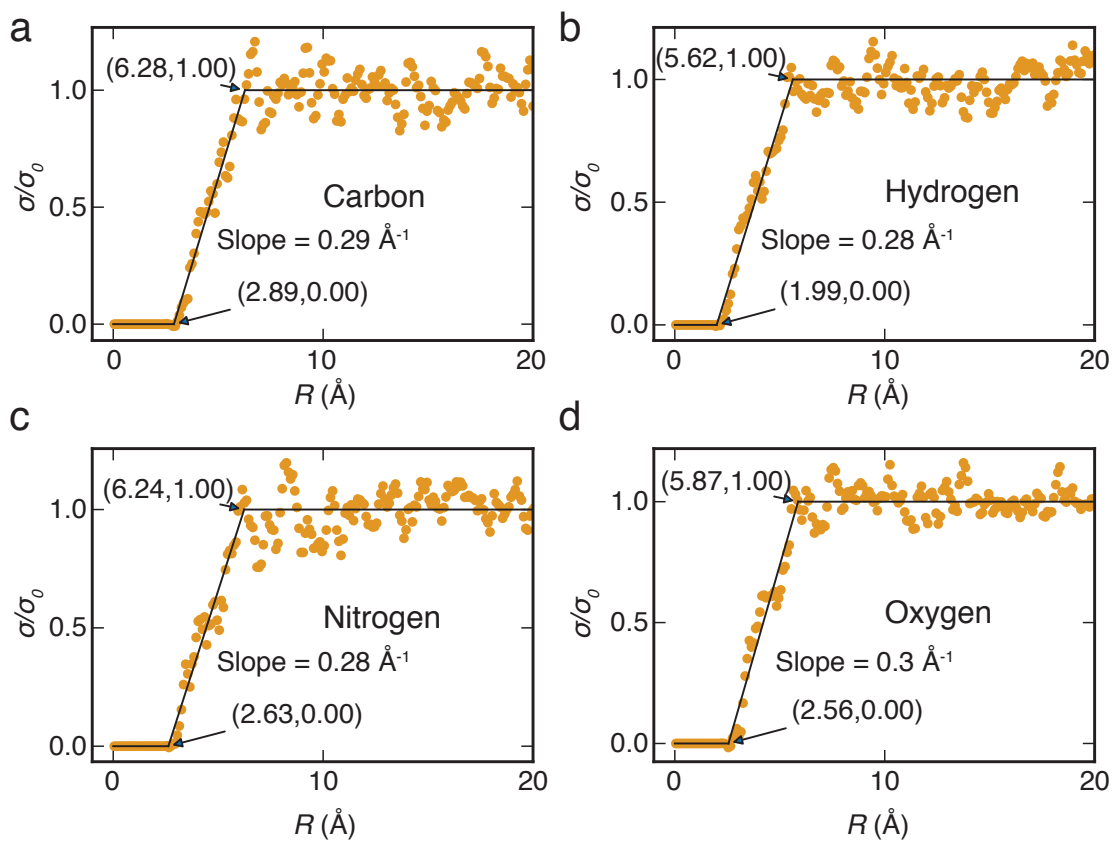 a
(6.28,1.00)
1.0
0.5
0.0
σ/σ0
Carbon
Slope = 0.29 Å-1
(2.89,0.00)
0
10
20
R (Å)
b
(5.62,1.00)
1.0
0.5
0.0
σ/σ0
Hydrogen
Slope = 0.28 Å-1
(1.99,0.00)
0
10
20
R (Å)
c
(6.24,1.00)
1.0
0.5
0.0
σ/σ0
Nitrogen
Slope = 0.28 Å-1
(2.63,0.00)
0
10
20
R (Å)
d
(5.87,1.00)
1.0
0.5
0.0
σ/σ0
Oxygen
Slope = 0.3 Å-1
(2.56,0.00)
0
10
20
R (Å)